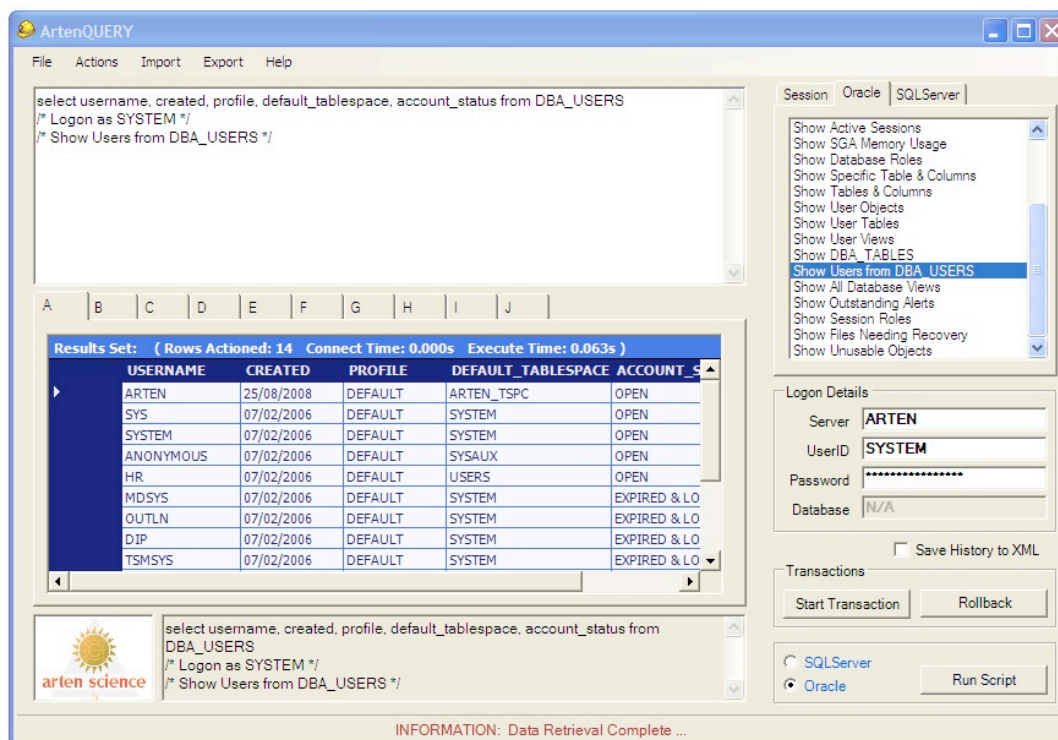 ArtenQUERY
File Actions Import Export Help
select username, created, profile, default_tablespace, account_status from DBA_USERS
/* Logon as SYSTEM */
/* Show Users from DBA_USERS */
Session Oracle SQLServer
Show Active Sessions
Show SGA Memory Usage
Show Database Roles
Show Specific Table & Columns
Show Tables & Columns
Show User Objects
Show User Tables
Show User Views
Show DBA_TABLES
Show Users from DBA_USERS
Show All Database Views
Show Outstanding Alerts
Show Session Roles
Show Files Needing Recovery
Show Unusable Objects
A B C D E F G H I J
Results Set: ( Rows Actioned: 14 Connect Time: 0.000s Execute Time: 0.063s )
USERNAME CREATED PROFILE DEFAULT_TABLESPACE ACCOUNT_S
ARTEN 25/08/2008 DEFAULT ARTEN_TSPC OPEN
SYS 07/02/2006 DEFAULT SYSTEM OPEN
SYSTEM 07/02/2006 DEFAULT SYSTEM OPEN
ANONYMOUS 07/02/2006 DEFAULT SYSAUX OPEN
HR 07/02/2006 DEFAULT USERS OPEN
MDSYS 07/02/2006 DEFAULT SYSTEM EXPIRED & LO
OUTLN 07/02/2006 DEFAULT SYSTEM EXPIRED & LO
DIP 07/02/2006 DEFAULT SYSTEM EXPIRED & LO
TSMSYS 07/02/2006 DEFAULT SYSTEM EXPIRED & LO
Logon Details
Server ARTEN
UserID SYSTEM
Password ****************
Database N/A
Save History to XML
Transactions
Start Transaction Rollback
arten science
select username, created, profile, default_tablespace, account_status from
DBA_USERS
/* Logon as SYSTEM */
/* Show Users from DBA_USERS */
SQLServer
Oracle
Run Script
INFORMATION: Data Retrieval Complete ...